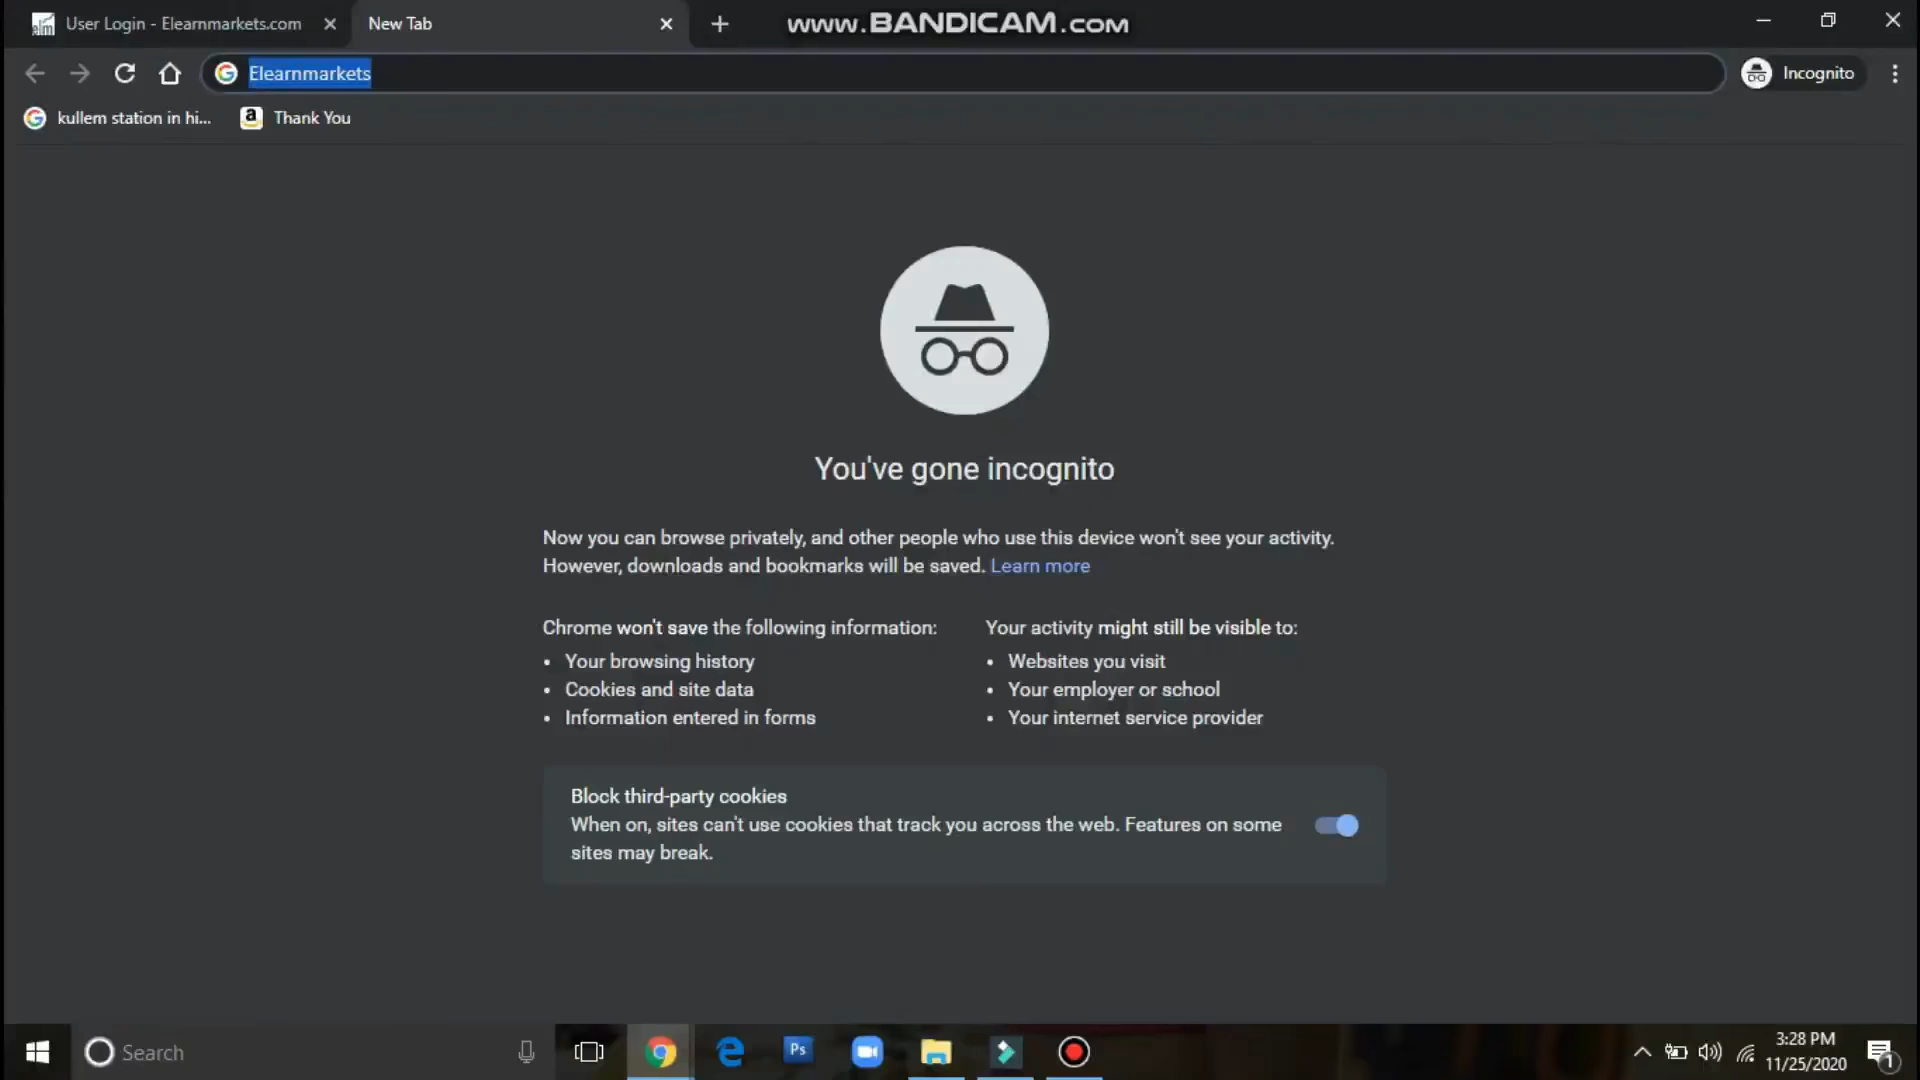 User Login - Elearnmarkets.com
New Tab
www.BANDICAM.com
Elearnmarkets
Incognito
kullem station in hi...
Thank You
You've gone incognito
Now you can browse privately, and other people who use this device won't see your activity.
However, downloads and bookmarks will be saved. Learn more
Chrome won't save the following information:
Your browsing history
Cookies and site data
Information entered in forms
Your activity might still be visible to:
Websites you visit
Your employer or school
Your internet service provider
Block third-party cookies
When on, sites can't use cookies that track you across the web. Features on some
sites may break.
Search
Ps
3:28 PM
11/25/2020
1